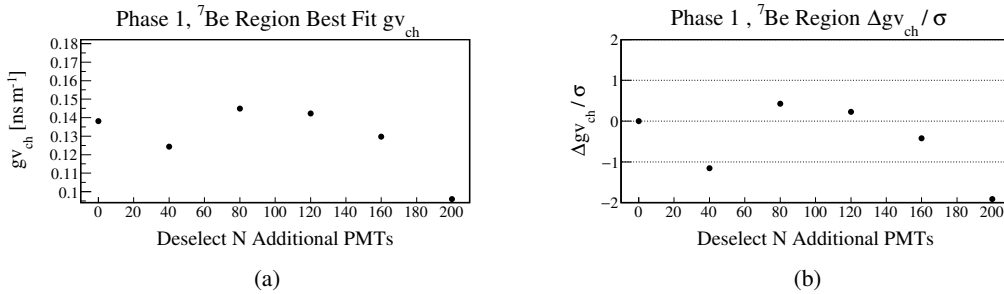 Phase 1, ⁷Be Region Best Fit gv_ch
gv_ch [ns m⁻¹]
0.18
0.17
0.16
0.15
0.14
0.13
0.12
0.11
0.1
0 20 40 60 80 100 120 140 160 180 200
Deselect N Additional PMTs
(a)
Phase 1 , ⁷Be Region Δgv_ch / σ
Δgv_ch / σ
2
1
0
−1
−2
0 20 40 60 80 100 120 140 160 180 200
Deselect N Additional PMTs
(b)